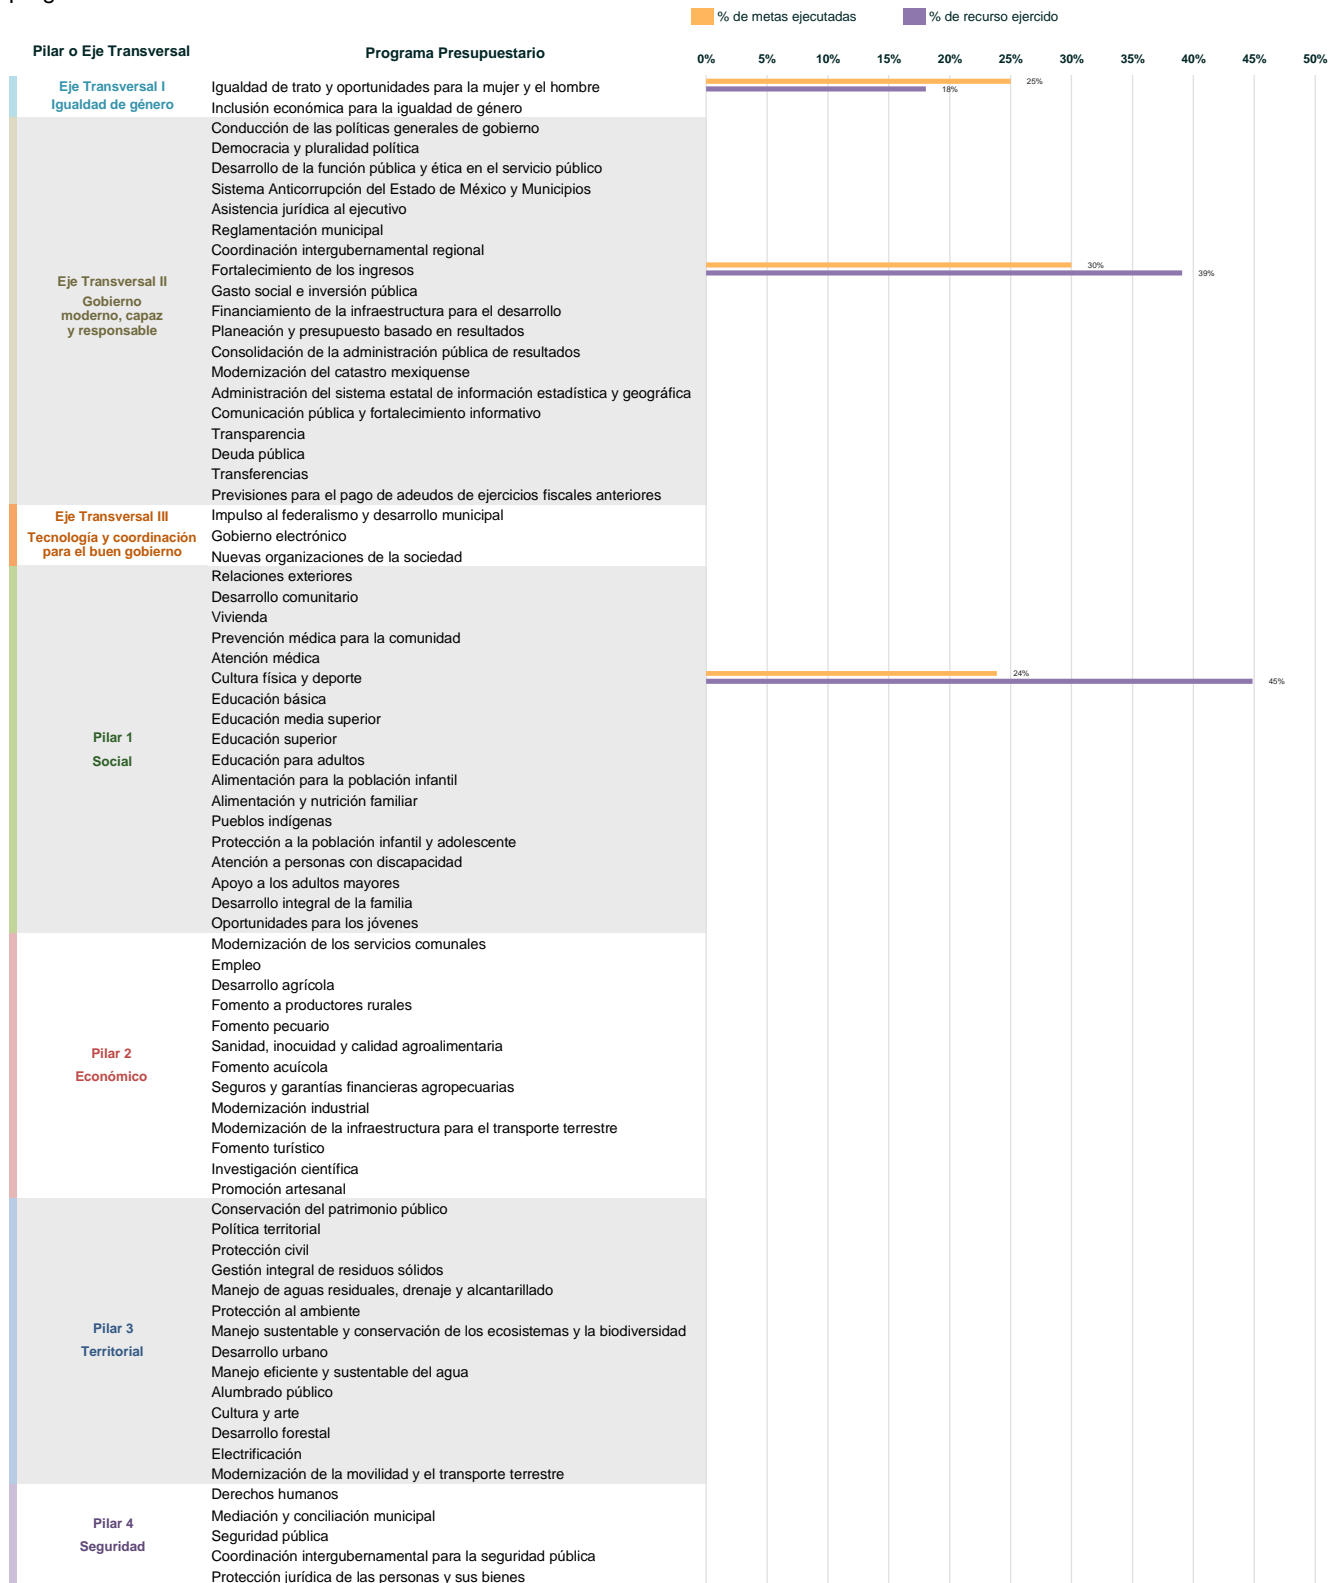 % de metas ejecutadas % de recurso ejercido
Pilar o Eje Transversal Programa Presupuestario 0% 5% 10% 15% 20% 25% 30% 35% 40% 45% 50%
Eje Transversal I
Igualdad de género
Igualdad de trato y oportunidades para la mujer y el hombre 25%
18%
Inclusión económica para la igualdad de género
Eje Transversal II
Gobierno
moderno, capaz
y responsable
Conducción de las políticas generales de gobierno
Democracia y pluralidad política
Desarrollo de la función pública y ética en el servicio público
Sistema Anticorrupción del Estado de México y Municipios
Asistencia jurídica al ejecutivo
Reglamentación municipal
Coordinación intergubernamental regional
Fortalecimiento de los ingresos 30%
39%
Gasto social e inversión pública
Financiamiento de la infraestructura para el desarrollo
Planeación y presupuesto basado en resultados
Consolidación de la administración pública de resultados
Modernización del catastro mexiquense
Administración del sistema estatal de información estadística y geográfica
Comunicación pública y fortalecimiento informativo
Transparencia
Deuda pública
Transferencias
Previsiones para el pago de adeudos de ejercicios fiscales anteriores
Eje Transversal III
Tecnología y coordinación
para el buen gobierno
Impulso al federalismo y desarrollo municipal
Gobierno electrónico
Nuevas organizaciones de la sociedad
Pilar 1
Social
Relaciones exteriores
Desarrollo comunitario
Vivienda
Prevención médica para la comunidad
Atención médica
Cultura física y deporte 24%
45%
Educación básica
Educación media superior
Educación superior
Educación para adultos
Alimentación para la población infantil
Alimentación y nutrición familiar
Pueblos indígenas
Protección a la población infantil y adolescente
Atención a personas con discapacidad
Apoyo a los adultos mayores
Desarrollo integral de la familia
Oportunidades para los jóvenes
Pilar 2
Económico
Modernización de los servicios comunales
Empleo
Desarrollo agrícola
Fomento a productores rurales
Fomento pecuario
Sanidad, inocuidad y calidad agroalimentaria
Fomento acuícola
Seguros y garantías financieras agropecuarias
Modernización industrial
Modernización de la infraestructura para el transporte terrestre
Fomento turístico
Investigación científica
Promoción artesanal
Pilar 3
Territorial
Conservación del patrimonio público
Política territorial
Protección civil
Gestión integral de residuos sólidos
Manejo de aguas residuales, drenaje y alcantarillado
Protección al ambiente
Manejo sustentable y conservación de los ecosistemas y la biodiversidad
Desarrollo urbano
Manejo eficiente y sustentable del agua
Alumbrado público
Cultura y arte
Desarrollo forestal
Electrificación
Modernización de la movilidad y el transporte terrestre
Pilar 4
Seguridad
Derechos humanos
Mediación y conciliación municipal
Seguridad pública
Coordinación intergubernamental para la seguridad pública
Protección jurídica de las personas y sus bienes